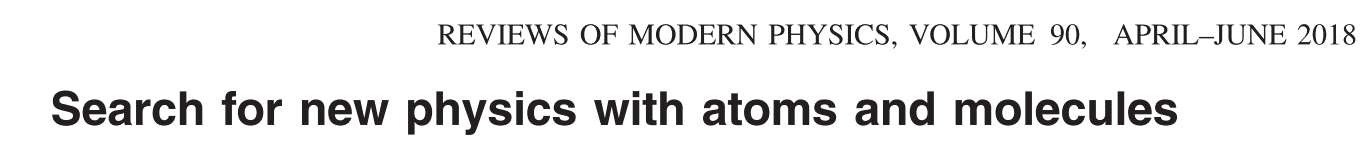 REVIEWS OF MODERN PHYSICS, VOLUME 90, APRIL–JUNE 2018
Search for new physics with atoms and molecules